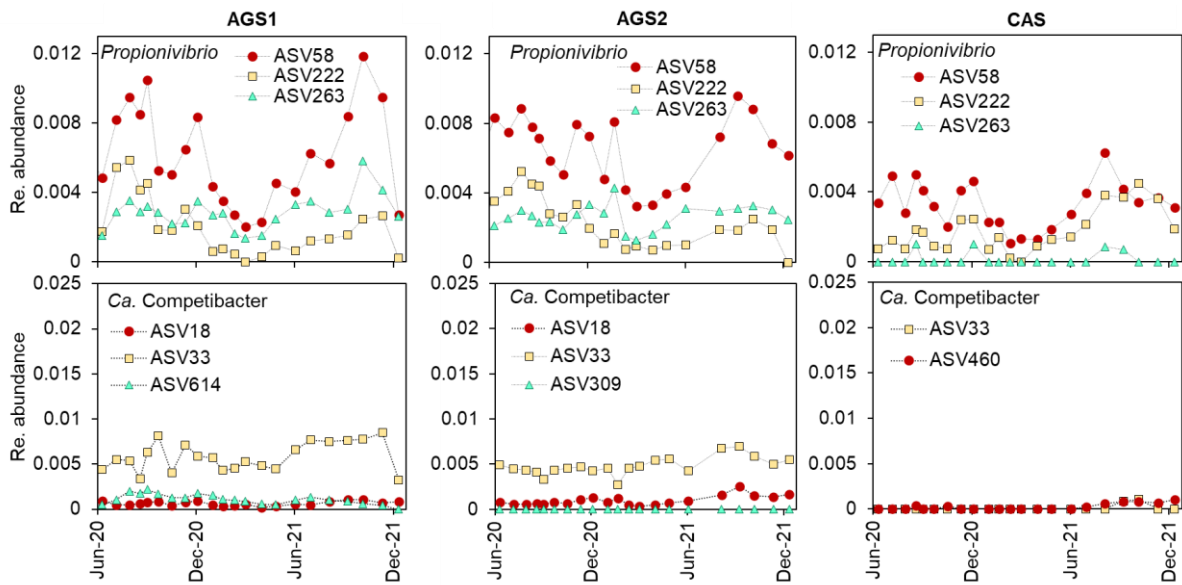 AGS1
AGS2
CAS
Re. abundance
0.012
0.008
0.004
0
Propionivibrio
ASV58
ASV222
ASV263
0.012
0.008
0.004
0
Propionivibrio
ASV58
ASV222
ASV263
0.012
0.008
0.004
0
Propionivibrio
ASV58
ASV222
ASV263
Re. abundance
0.025
0.02
0.015
0.01
0.005
0
Ca. Competibacter
ASV18
ASV33
ASV614
Jun-20
Dec-20
Jun-21
Dec-21
0.025
0.02
0.015
0.01
0.005
0
Ca. Competibacter
ASV18
ASV33
ASV309
Jun-20
Dec-20
Jun-21
Dec-21
0.025
0.02
0.015
0.01
0.005
0
Ca. Competibacter
ASV33
ASV460
Jun-20
Dec-20
Jun-21
Dec-21